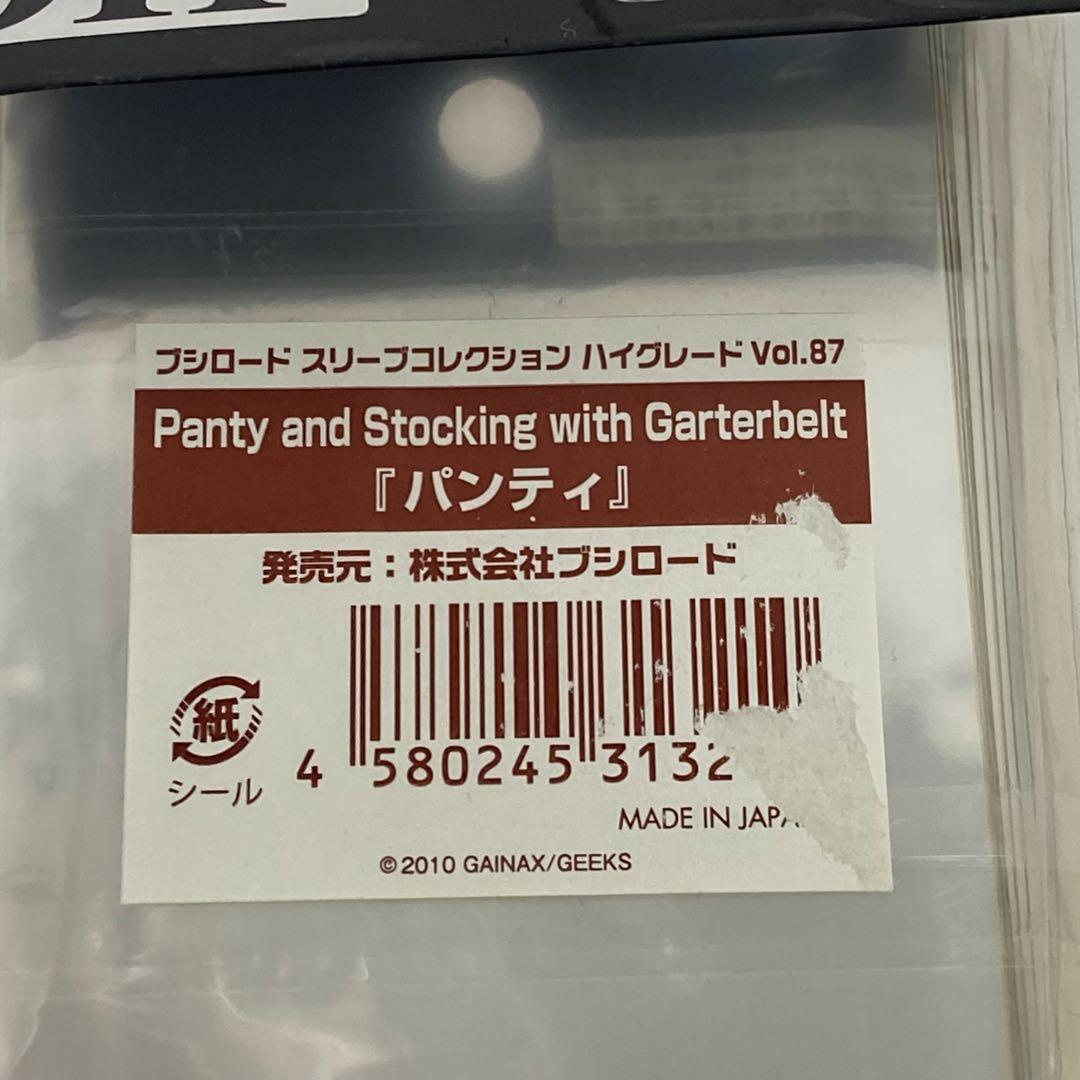 ブシロード スリーブコレクション ハイグレード Vol.87
Panty and Stocking with Garterbelt
『パンティ』
発売元：株式会社ブシロード
紙
シール
4 580245 3132
MADE IN JAPA
©2010 GAINAX/GEEKS